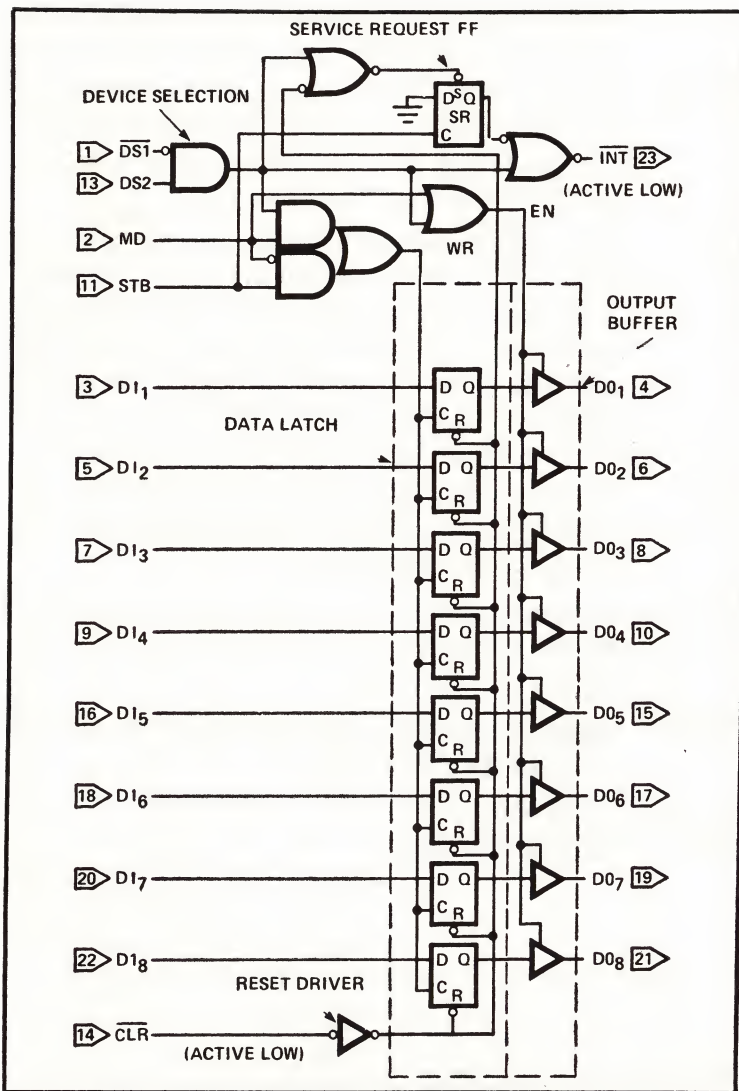 SERVICE REQUEST FF
DEVICE SELECTION
D S Q
SR
C
1 D̅S̅1̅
13 DS2
I̅N̅T̅ 23
(ACTIVE LOW)
2 MD
EN
WR
11 STB
OUTPUT
BUFFER
3 DI₁
D Q
C R
DO₁ 4
DATA LATCH
5 DI₂
D Q
C R
DO₂ 6
7 DI₃
D Q
C R
DO₃ 8
9 DI₄
D Q
C R
DO₄ 10
16 DI₅
D Q
C R
DO₅ 15
18 DI₆
D Q
C R
DO₆ 17
20 DI₇
D Q
C R
DO₇ 19
22 DI₈
D Q
C R
DO₈ 21
RESET DRIVER
14 C̅L̅R̅
(ACTIVE LOW)